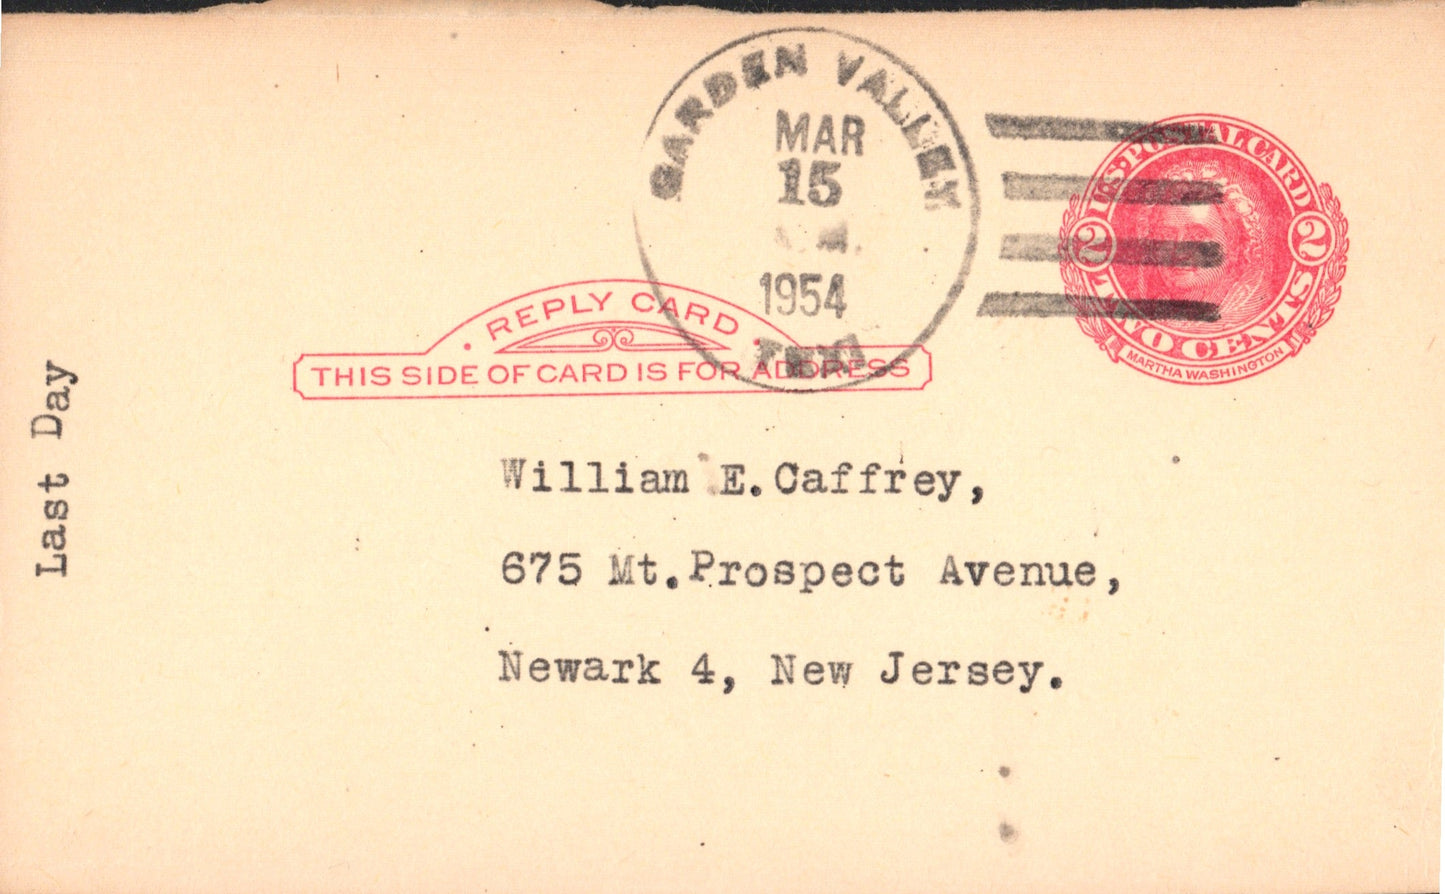 GARDEN VALLEY
MAR
15
M.
1954
TEX.
U.S. POSTAL CARD
2 2
TWO CENTS
MARTHA WASHINGTON
REPLY CARD
THIS SIDE OF CARD IS FOR ADDRESS
Last Day
William E. Caffrey,
675 Mt. Prospect Avenue,
Newark 4, New Jersey.